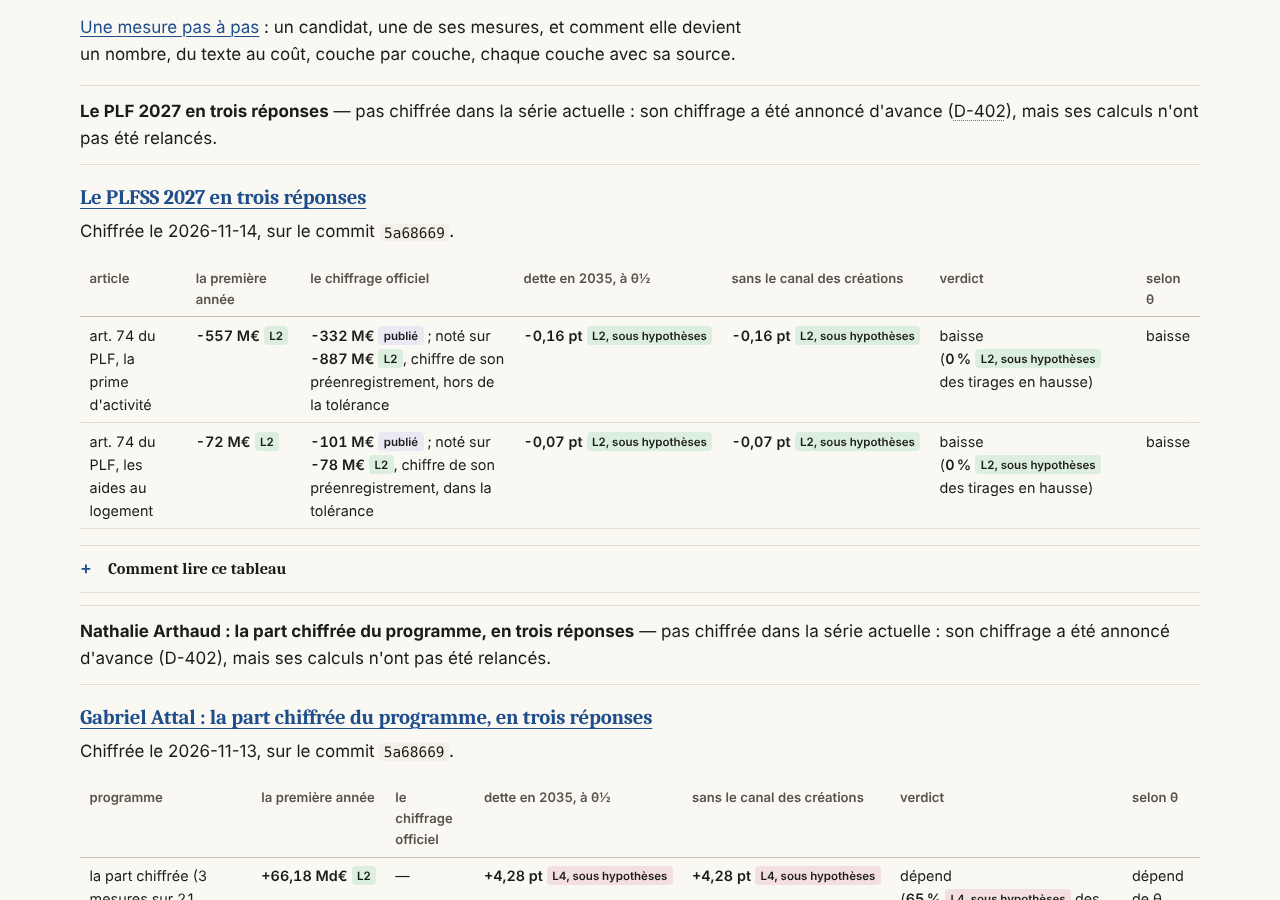 Une mesure pas à pas : un candidat, une de ses mesures, et comment elle devient
un nombre, du texte au coût, couche par couche, chaque couche avec sa source.
Le PLF 2027 en trois réponses — pas chiffrée dans la série actuelle : son chiffrage a été annoncé d'avance (D-402), mais ses calculs n'ont
pas été relancés.
Le PLFSS 2027 en trois réponses
Chiffrée le 2026-11-14, sur le commit 5a68669 .
article la première année le chiffrage officiel dette en 2035, à θ½ sans le canal des créations verdict selon θ
art. 74 du PLF, la prime d'activité
-557 M€ L2
-332 M€ publié ; noté sur
-887 M€ L2 , chiffre de son
préenregistrement, hors de
la tolérance
-0,16 pt L2, sous hypothèses
-0,16 pt L2, sous hypothèses
baisse
(0 % L2, sous hypothèses
des tirages en hausse)
baisse
art. 74 du PLF, les aides au logement
-72 M€ L2
-101 M€ publié ; noté sur
-78 M€ L2 , chiffre de son
préenregistrement, dans la
tolérance
-0,07 pt L2, sous hypothèses
-0,07 pt L2, sous hypothèses
baisse
(0 % L2, sous hypothèses
des tirages en hausse)
baisse
+ Comment lire ce tableau
Nathalie Arthaud : la part chiffrée du programme, en trois réponses — pas chiffrée dans la série actuelle : son chiffrage a été annoncé
d'avance (D-402), mais ses calculs n'ont pas été relancés.
Gabriel Attal : la part chiffrée du programme, en trois réponses
Chiffrée le 2026-11-13, sur le commit 5a68669 .
programme la première année le chiffrage officiel dette en 2035, à θ½ sans le canal des créations verdict selon θ
la part chiffrée (3
mesures sur 21
+66,18 Md€ L2
—
+4,28 pt L4, sous hypothèses
+4,28 pt L4, sous hypothèses
dépend
(65 % L4, sous hypothèses des
dépend
de θ